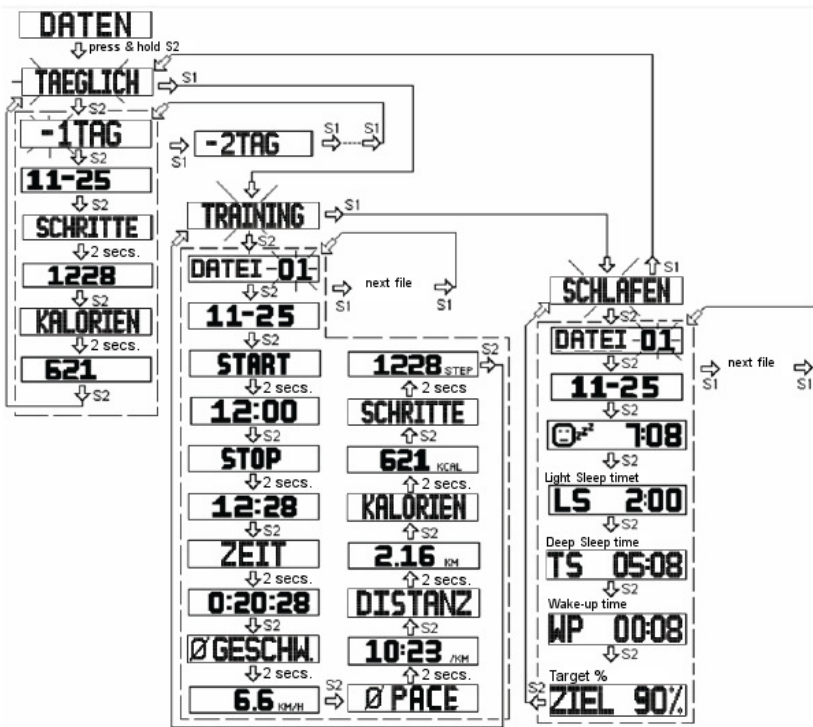 DATEN
press & hold S2
TAEGLICH
S1
S2
-1TAG
S2
11-25
S2
SCHRITTE
2 secs.
1228
S2
KALORIEN
2 secs.
621
S2
S1
-2TAG
S1
S1
TRAINING
S1
S2
DATEI-01-
S1
next file
S1
S2
11-25
S2
START
2 secs.
12:00
S2
STOP
2 secs.
12:28
S2
ZEIT
2 secs.
0:20:28
S2
Ø GESCHW.
2 secs.
6.6 KM/H
S2
Ø PACE
2 secs.
10:23 /KM
S2
DISTANZ
2 secs.
2.16 KM
S2
KALORIEN
2 secs.
621 KCAL
S2
SCHRITTE
2 secs
1228 STEP
S2
SCHLAFEN
S1
S2
DATEI-01-
S1
next file
S1
S2
11-25
S2
zzz 7:08
S2
Light Sleep timet
LS 2:00
S2
Deep Sleep time
TS 05:08
S2
Wake-up time
WP 00:08
S2
Target %
ZIEL 90%
S2